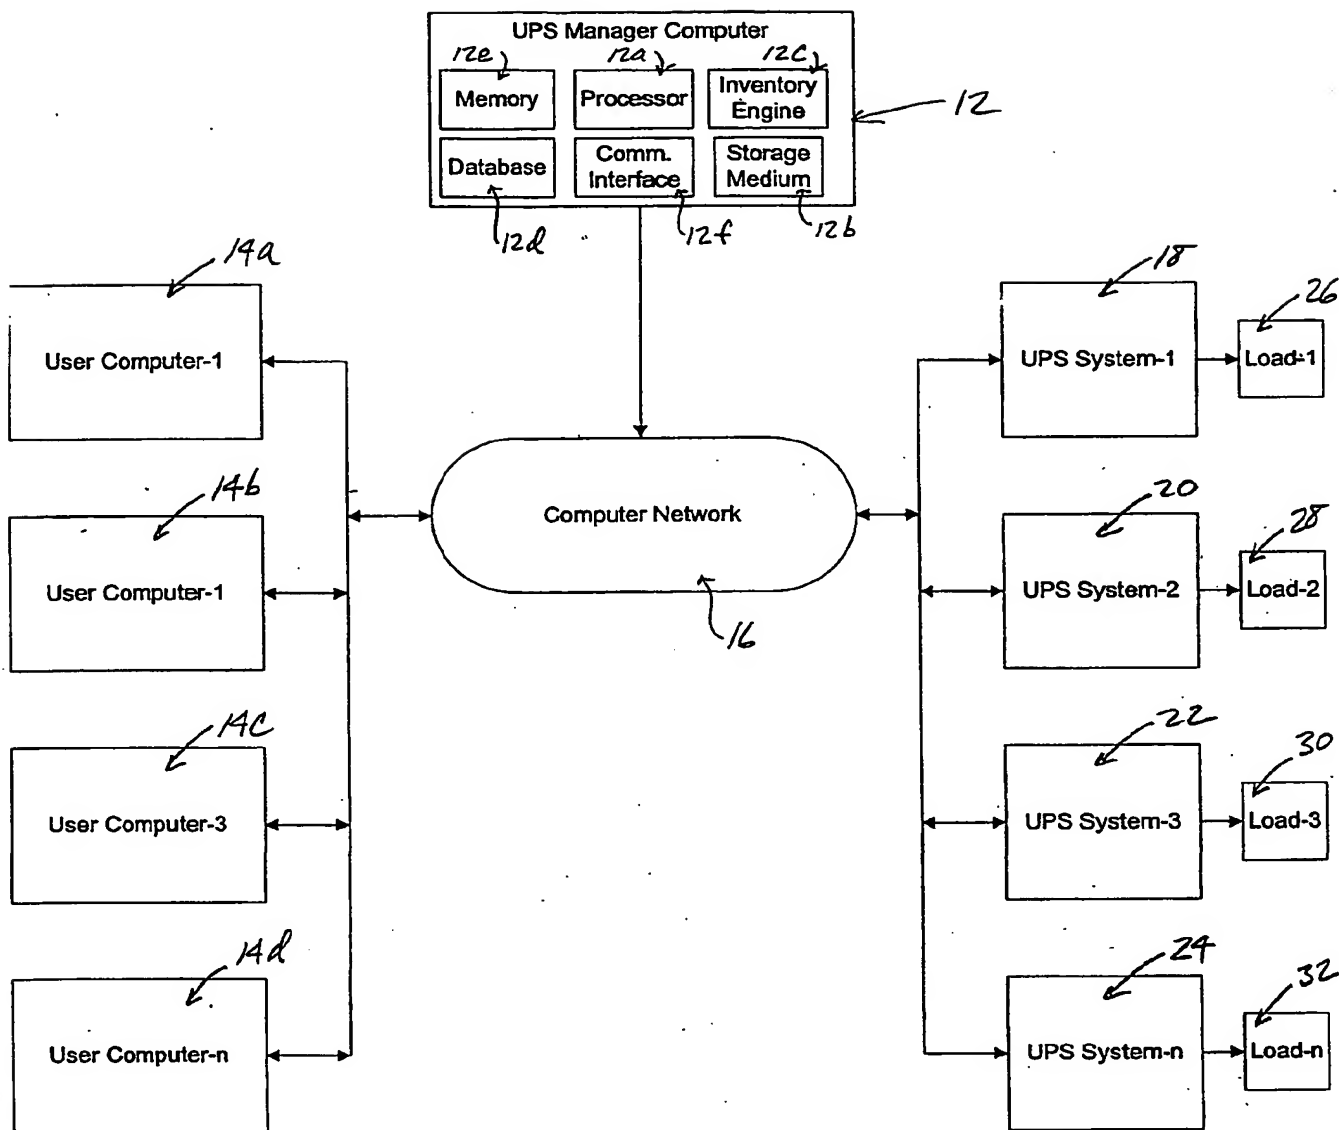 UPS Manager Computer
12e
12a
12c
Memory
Processor
Inventory
Engine
12
Database
Comm.
Interface
Storage
Medium
12d
12f
12b
14a
18
26
User Computer-1
UPS System-1
Load-1
14b
20
28
User Computer-1
Computer Network
UPS System-2
Load-2
16
14c
22
30
User Computer-3
UPS System-3
Load-3
14d
24
32
User Computer-n
UPS System-n
Load-n